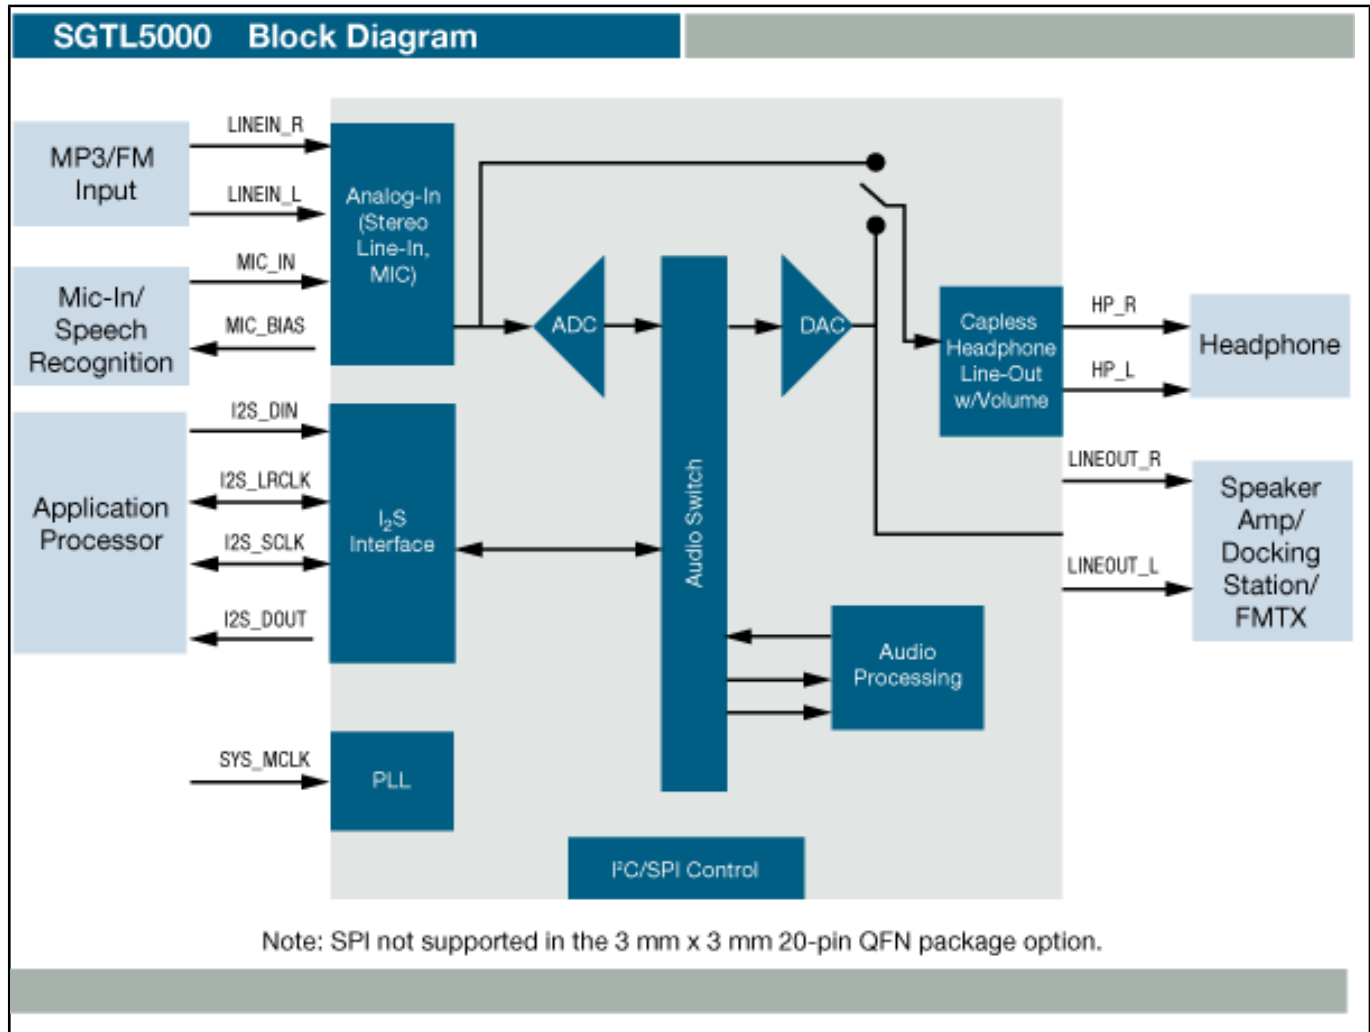 SGTL5000 Block Diagram
MP3/FM
Input
LINEIN_R
LINEIN_L
Mic-In/
Speech
Recognition
MIC_IN
MIC_BIAS
Application
Processor
I2S_DIN
I2S_LRCLK
I2S_SCLK
I2S_DOUT
SYS_MCLK
Analog-In
(Stereo
Line-In,
MIC)
I₂S
Interface
PLL
ADC
Audio Switch
DAC
Audio
Processing
I²C/SPI Control
Capless
Headphone
Line-Out
w/Volume
HP_R
HP_L
Headphone
LINEOUT_R
LINEOUT_L
Speaker
Amp/
Docking
Station/
FMTX
Note: SPI not supported in the 3 mm x 3 mm 20-pin QFN package option.